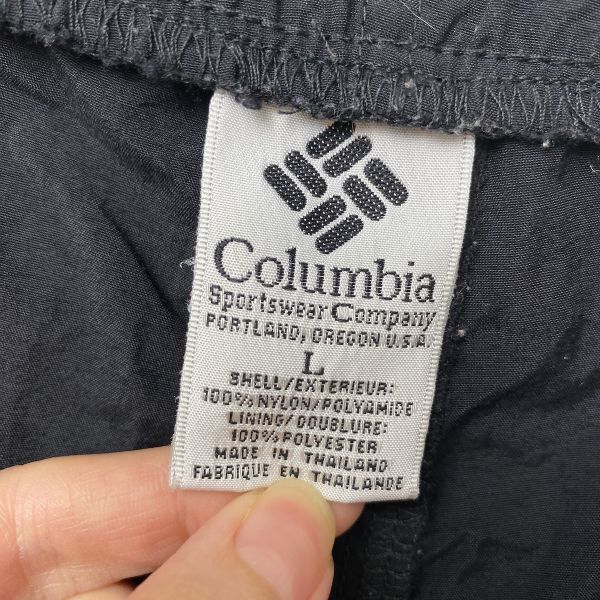 Columbia
Sportswear Company
PORTLAND, OREGON U.S.A.
L
SHELL/EXTERIEUR:
100% NYLON/POLYAMIDE
LINING/DOUBLURE:
100% POLYESTER
MADE IN THAILAND
FABRIQUE EN THAILANDE